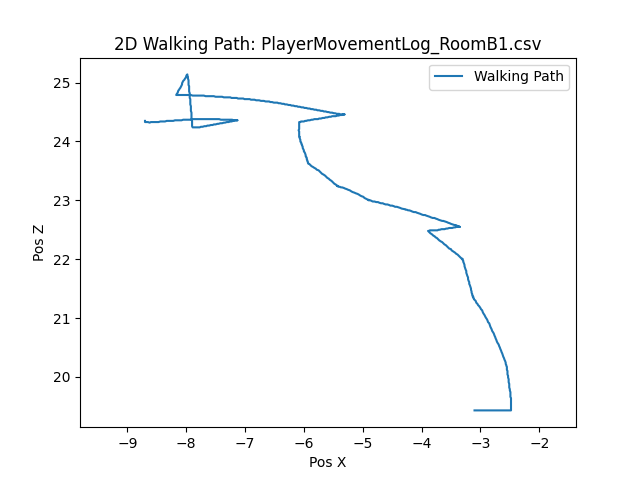 2D Walking Path: PlayerMovementLog_RoomB1.csv
Walking Path
25
24
23
22
21
20
Pos Z
−9 −8 −7 −6 −5 −4 −3 −2
Pos X